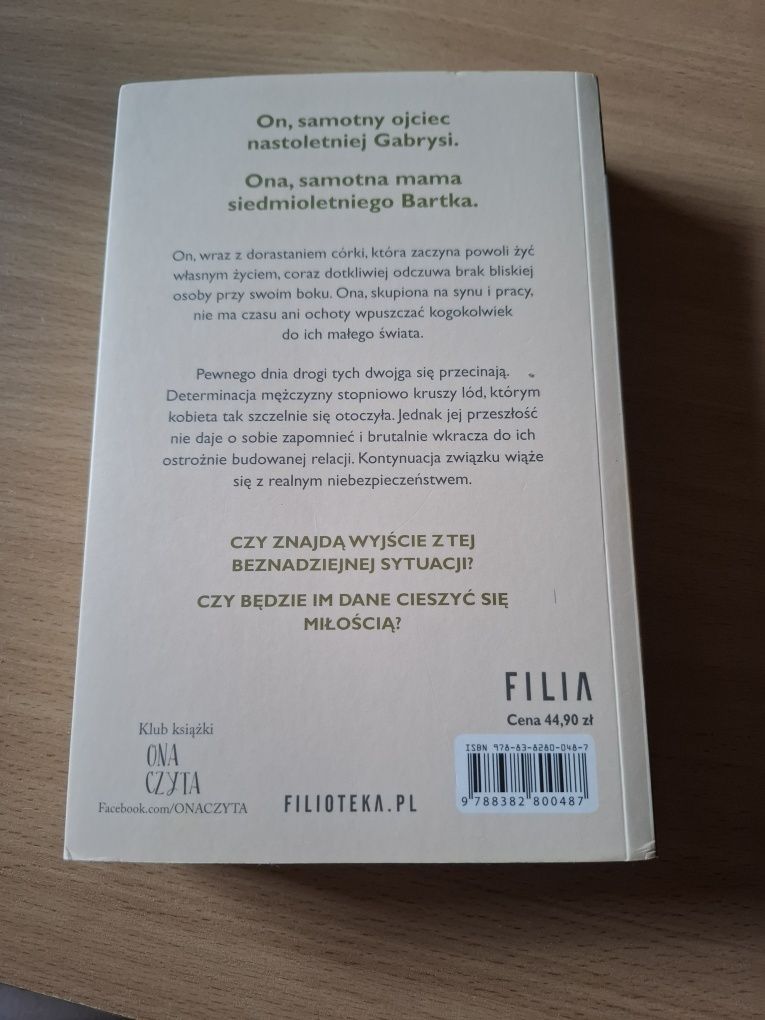 On, samotny ojciec
nastoletniej Gabrysi.
Ona, samotna mama
siedmioletniego Bartka.
On, wraz z dorastaniem córki, która zaczyna powoli żyć
własnym życiem, coraz dotkliwiej odczuwa brak bliskiej
osoby przy swoim boku. Ona, skupiona na synu i pracy,
nie ma czasu ani ochoty wpuszczać kogokolwiek
do ich małego świata.
Pewnego dnia drogi tych dwojga się przecinają.
Determinacja mężczyzny stopniowo kruszy lód, którym
kobieta tak szczelnie się otoczyła. Jednak jej przeszłość
nie daje o sobie zapomnieć i brutalnie wkracza do ich
ostrożnie budowanej relacji. Kontynuacja związku wiąże
się z realnym niebezpieczeństwem.
CZY ZNAJDĄ WYJŚCIE Z TEJ
BEZNADZIEJNEJ SYTUACJI?
CZY BĘDZIE IM DANE CIESZYĆ SIĘ
MIŁOŚCIĄ?
FILIA
Cena 44,90 zł
ISBN 978-83-8280-048-7
9 788382 800487
Klub książki
ONA
CZYTA
Facebook.com/ONACZYTA
FILIOTEKA.PL